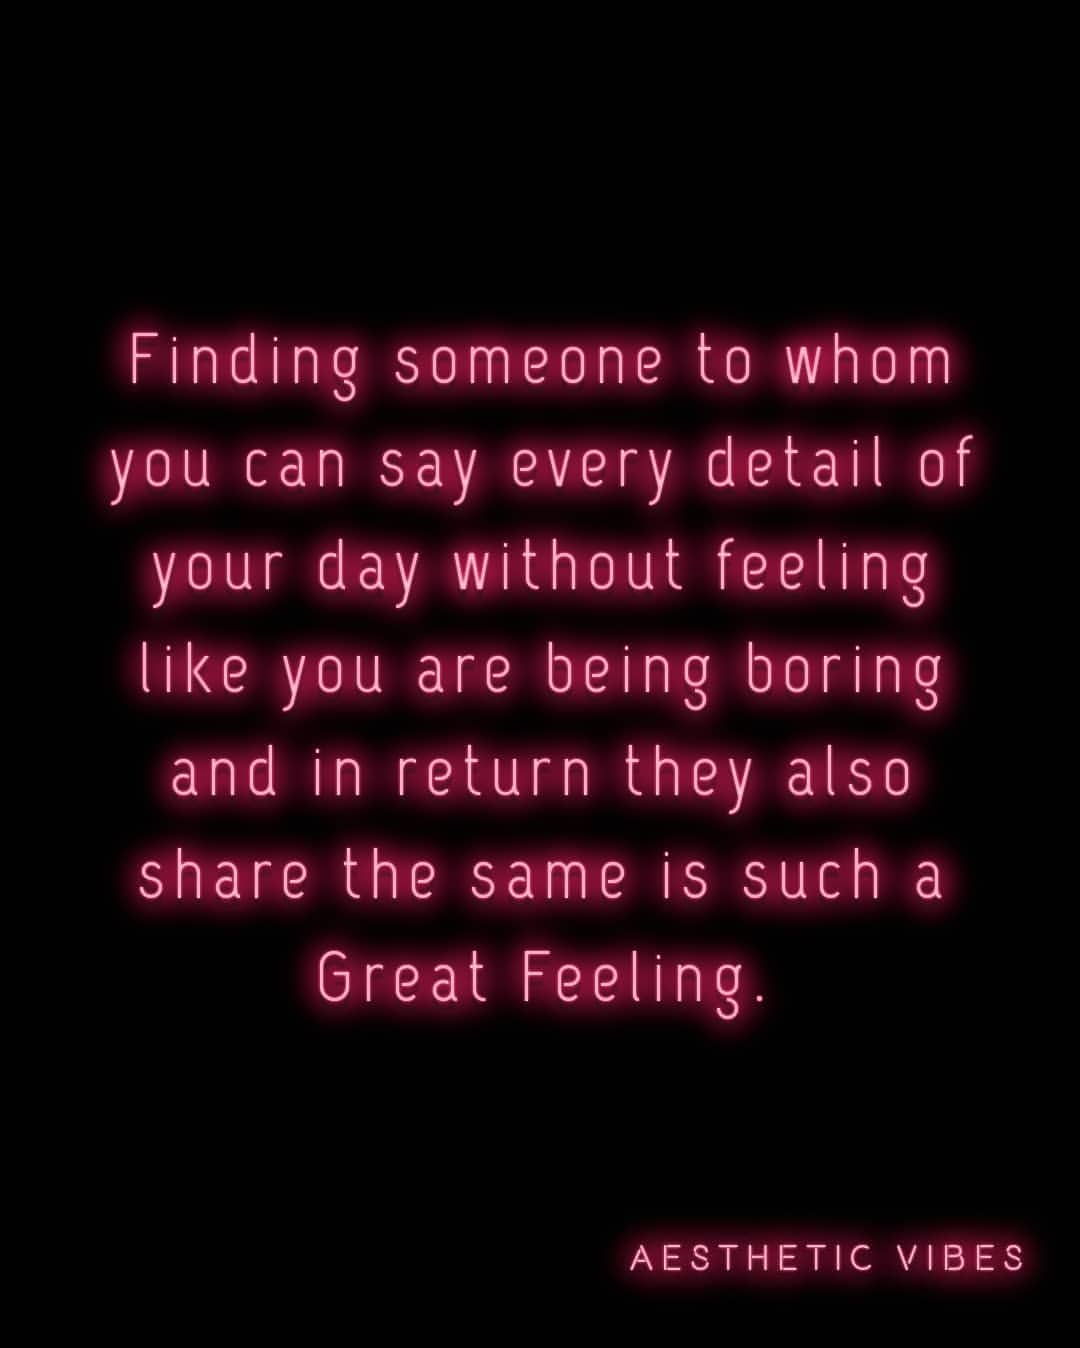 Finding someone to whom
you can say every detail of
your day without feeling
like you are being boring
and in return they also
share the same is such a
Great Feeling.
AESTHETIC VIBES